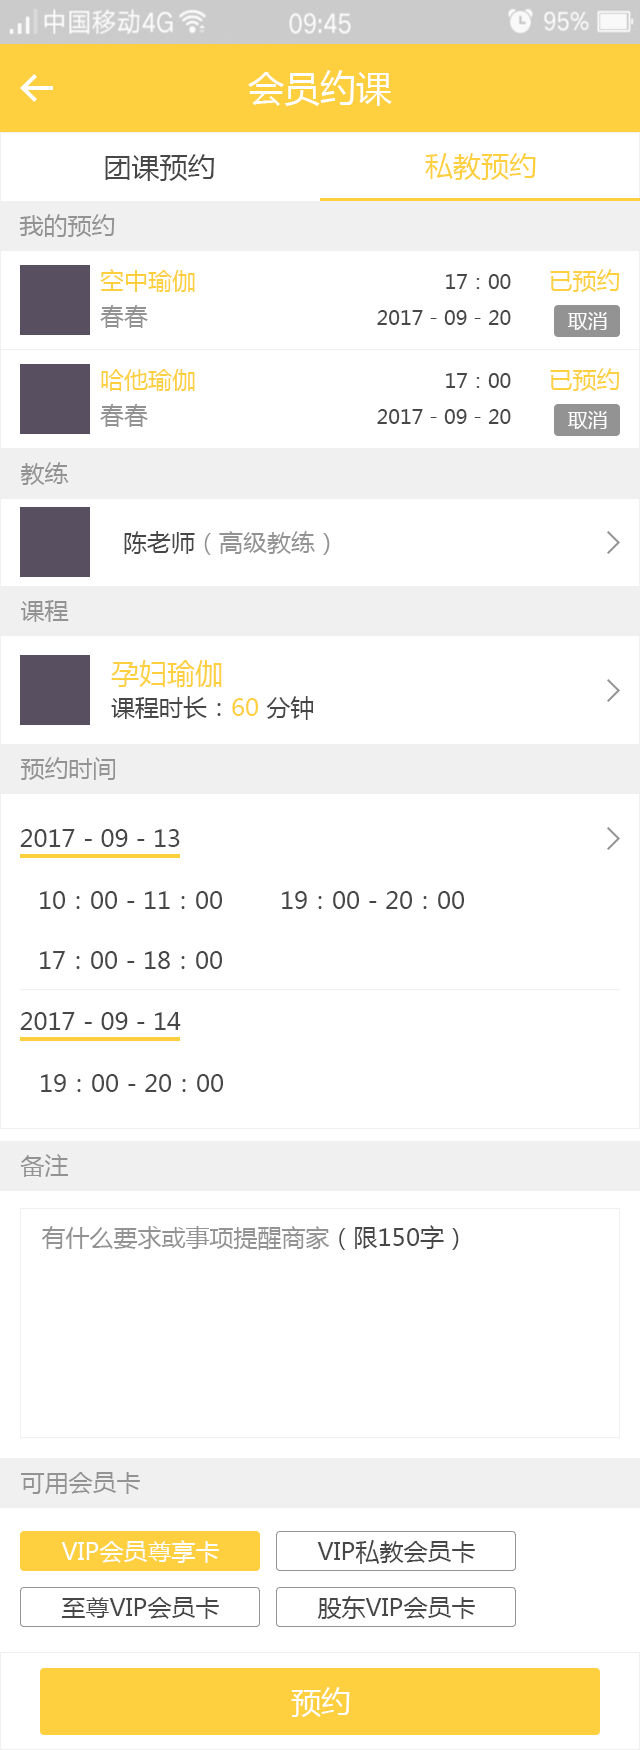 中国移动4G 09:45 95%
会员约课
团课预约 私教预约
我的预约
空中瑜伽 17：00 已预约
春春 2017 - 09 - 20 取消
哈他瑜伽 17：00 已预约
春春 2017 - 09 - 20 取消
教练
陈老师（高级教练）
课程
孕妇瑜伽
课程时长：60 分钟
预约时间
2017 - 09 - 13
10：00 - 11：00 19：00 - 20：00
17：00 - 18：00
2017 - 09 - 14
19：00 - 20：00
备注
有什么要求或事项提醒商家（限150字）
可用会员卡
VIP会员尊享卡 VIP私教会员卡
至尊VIP会员卡 股东VIP会员卡
预约